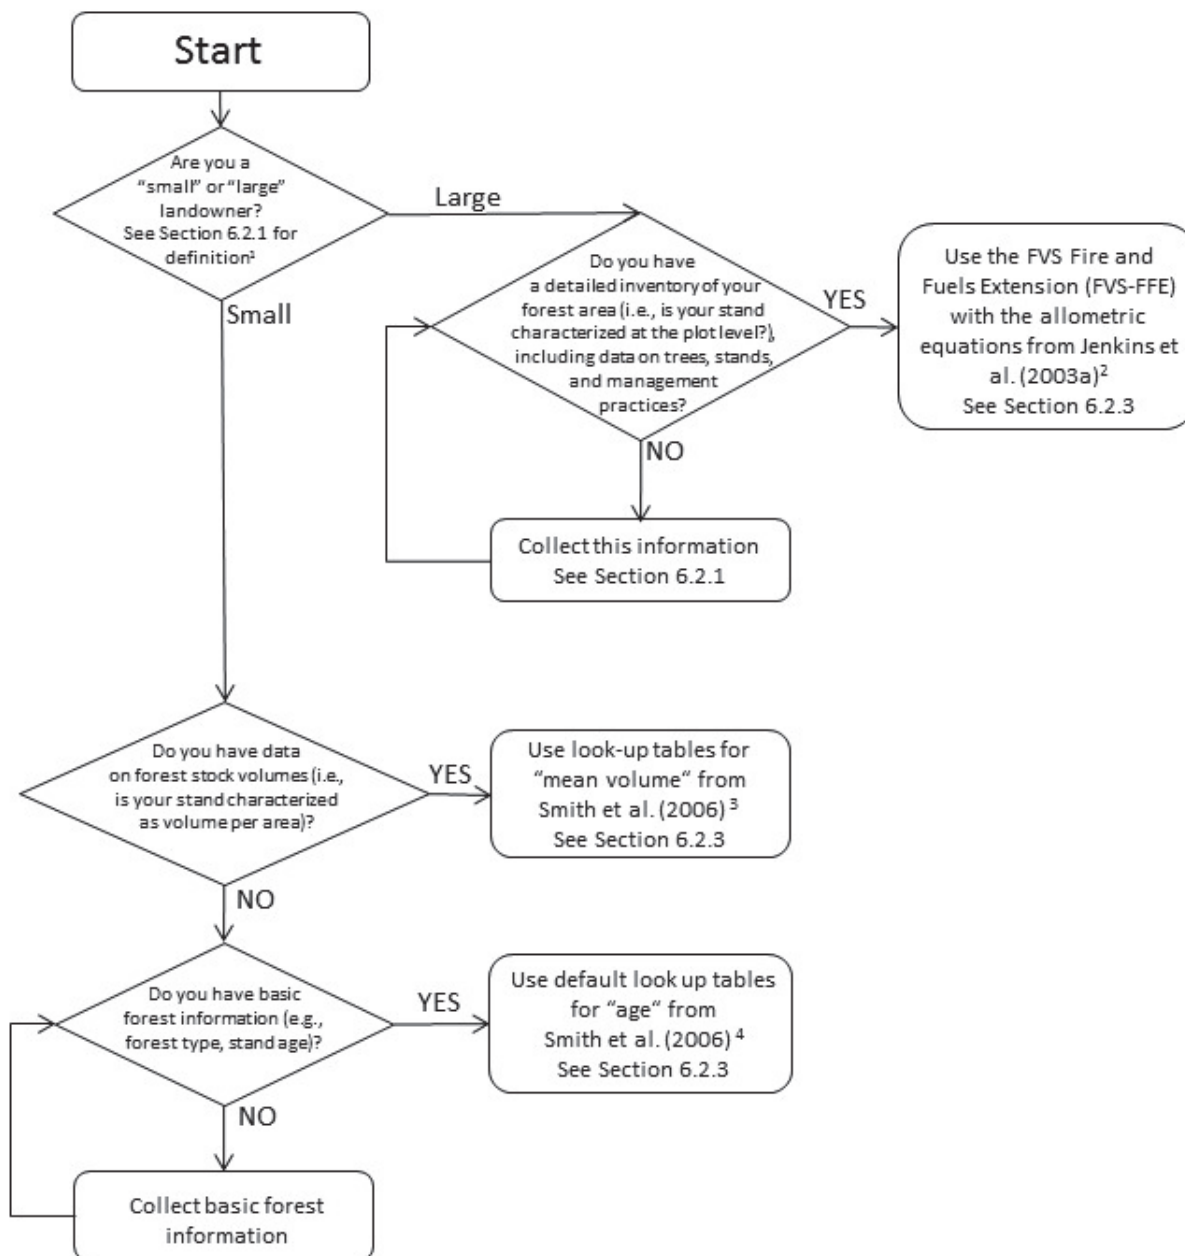 Start
Are you a
“small” or “large”
landowner?
See Section 6.2.1 for
definition¹
Large
Small
Do you have
a detailed inventory of your
forest area (i.e., is your stand
characterized at the plot level?),
including data on trees, stands,
and management
practices?
YES
Use the FVS Fire and
Fuels Extension (FVS-FFE)
with the allometric
equations from Jenkins et
al. (2003a)²
See Section 6.2.3
NO
Collect this information
See Section 6.2.1
Do you have data
on forest stock volumes (i.e.,
is your stand characterized
as volume per area)?
YES
Use look-up tables for
“mean volume“ from
Smith et al. (2006) ³
See Section 6.2.3
NO
Do you have basic
forest information (e.g.,
forest type, stand age)?
YES
Use default look up tables
for “age“ from
Smith et al. (2006) ⁴
See Section 6.2.3
NO
Collect basic forest
information